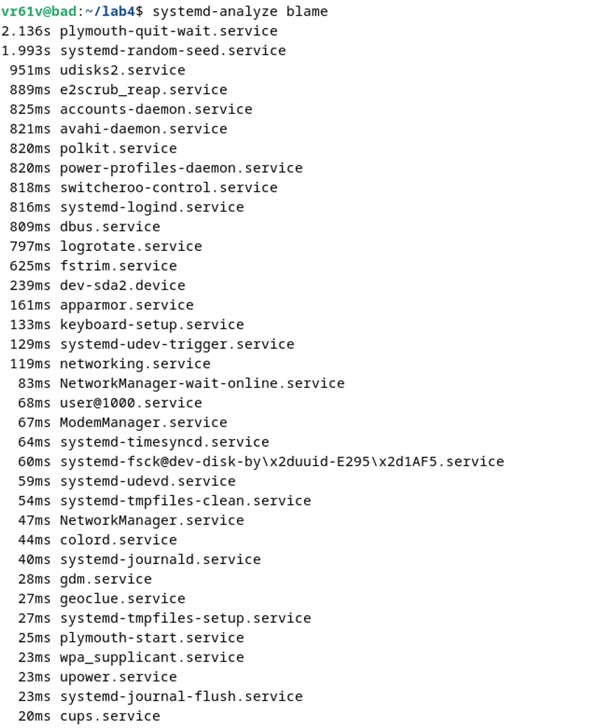 vr61v@bad:~/lab4$ systemd-analyze blame
2.136s plymouth-quit-wait.service
1.993s systemd-random-seed.service
951ms udisks2.service
889ms e2scrub_reap.service
825ms accounts-daemon.service
821ms avahi-daemon.service
820ms polkit.service
820ms power-profiles-daemon.service
818ms switcheroo-control.service
816ms systemd-logind.service
809ms dbus.service
797ms logrotate.service
625ms fstrim.service
239ms dev-sda2.device
161ms apparmor.service
133ms keyboard-setup.service
129ms systemd-udev-trigger.service
119ms networking.service
83ms NetworkManager-wait-online.service
68ms user@1000.service
67ms ModemManager.service
64ms systemd-timesyncd.service
60ms systemd-fsck@dev-disk-by\x2duuid-E295\x2d1AF5.service
59ms systemd-udevd.service
54ms systemd-tmpfiles-clean.service
47ms NetworkManager.service
44ms colord.service
40ms systemd-journald.service
28ms gdm.service
27ms geoclue.service
27ms systemd-tmpfiles-setup.service
25ms plymouth-start.service
23ms wpa_supplicant.service
23ms upower.service
23ms systemd-journal-flush.service
20ms cups.service